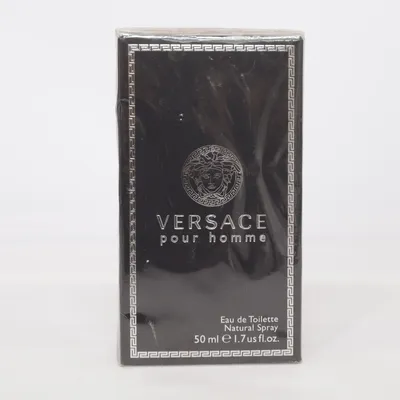 VERSACE
pour homme
Eau de Toilette
Natural Spray
50 ml ℮ 1.7 us fl.oz.